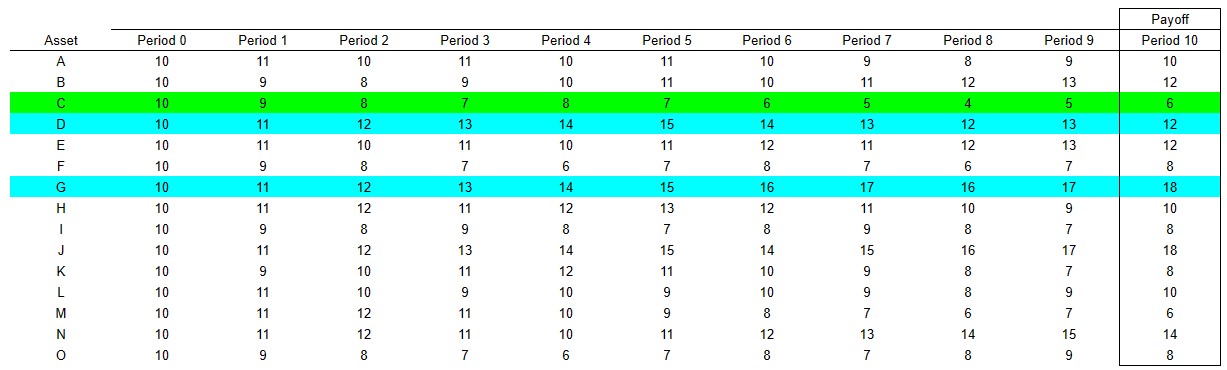 Payoff
Asset Period 0 Period 1 Period 2 Period 3 Period 4 Period 5 Period 6 Period 7 Period 8 Period 9 Period 10
A 10 11 10 11 10 11 10 9 8 9 10
B 10 9 8 9 10 11 10 11 12 13 12
C 10 9 8 7 8 7 6 5 4 5 6
D 10 11 12 13 14 15 14 13 12 13 12
E 10 11 10 11 10 11 12 11 12 13 12
F 10 9 8 7 6 7 8 7 6 7 8
G 10 11 12 13 14 15 16 17 16 17 18
H 10 11 12 11 12 13 12 11 10 9 10
I 10 9 8 9 8 7 8 9 8 7 8
J 10 11 12 13 14 15 14 15 16 17 18
K 10 9 10 11 12 11 10 9 8 7 8
L 10 11 10 9 10 9 10 9 8 9 10
M 10 11 12 11 10 9 8 7 6 7 6
N 10 11 12 11 10 11 12 13 14 15 14
O 10 9 8 7 6 7 8 7 8 9 8